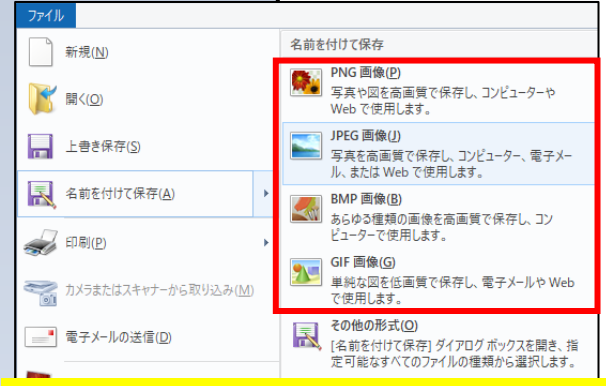 ファイル
新規(N)
開く(O)
上書き保存(S)
名前を付けて保存(A)
印刷(P)
カメラまたはスキャナーから取り込み(M)
電子メールの送信(D)
名前を付けて保存
PNG 画像(P)
写真や図を高画質で保存し、コンピューターや
Web で使用します。
JPEG 画像(J)
写真を高画質で保存し、コンピューター、電子メー
ル、または Web で使用します。
BMP 画像(B)
あらゆる種類の画像を高画質で保存し、コン
ピューターで使用します。
GIF 画像(G)
単純な図を低画質で保存し、電子メールや Web
で使用します。
その他の形式(O)
[名前を付けて保存] ダイアログ ボックスを開き、指
定可能なすべてのファイルの種類から選択します。